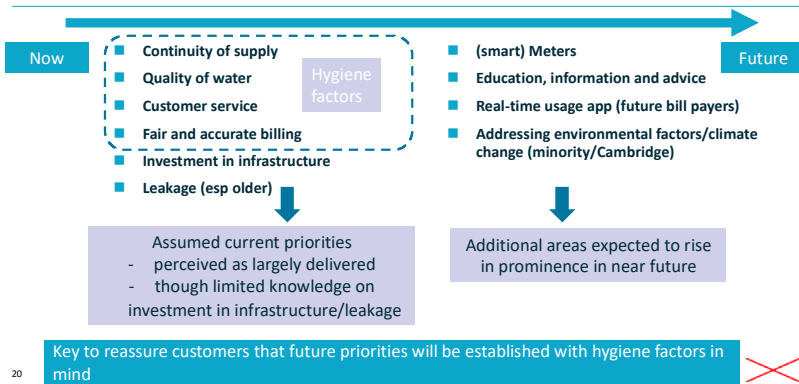 Now
Continuity of supply
Quality of water
Customer service
Fair and accurate billing
Hygiene
factors
Investment in infrastructure
Leakage (esp older)
(smart) Meters
Education, information and advice
Real-time usage app (future bill payers)
Addressing environmental factors/climate
change (minority/Cambridge)
Future
Assumed current priorities
- perceived as largely delivered
- though limited knowledge on
investment in infrastructure/leakage
Additional areas expected to rise
in prominence in near future
Key to reassure customers that future priorities will be established with hygiene factors in
mind
20